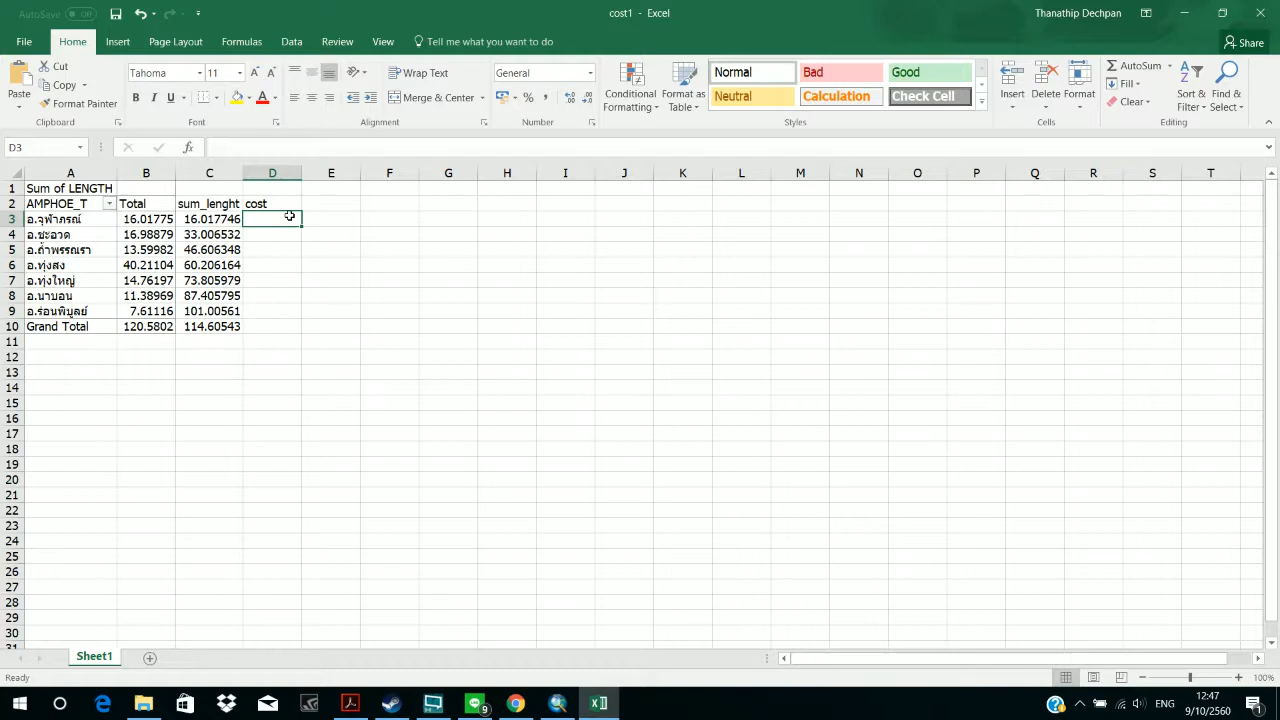 AutoSave Off
cost1 - Excel
Thanathip Dechpan
File Home Insert Page Layout Formulas Data Review View Tell me what you want to do Share
Paste Cut Copy Format Painter
Clipboard
Tahoma 11
B I U
Font
Wrap Text
Merge & Center
Alignment
General
Number
Conditional Formatting Format as Table
Normal Bad Good
Neutral Calculation Check Cell
Styles
Insert Delete Format
Cells
AutoSum
Fill
Clear
Sort & Filter Find & Select
Editing
D3 fx
A B C D E F G H I J K L M N O P Q R S T
1 Sum of LENGTH
2 AMPHOE_T Total sum_lenght cost
3 อ.จุฬาภรณ์ 16.01775 16.017746
4 อ.ชะอวด 16.98879 33.006532
5 อ.ถ้ำพรรณรา 13.59982 46.606348
6 อ.ทุ่งสง 40.21104 60.206164
7 อ.ทุ่งใหญ่ 14.76197 73.805979
8 อ.นาบอน 11.38969 87.405795
9 อ.ร่อนพิบูลย์ 7.61116 101.00561
10 Grand Total 120.5802 114.60543
11
12
13
14
15
16
17
18
19
20
21
22
23
24
25
26
27
28
29
30
31
Sheet1
Ready
100%
ENG
12:47
9/10/2560
9
1